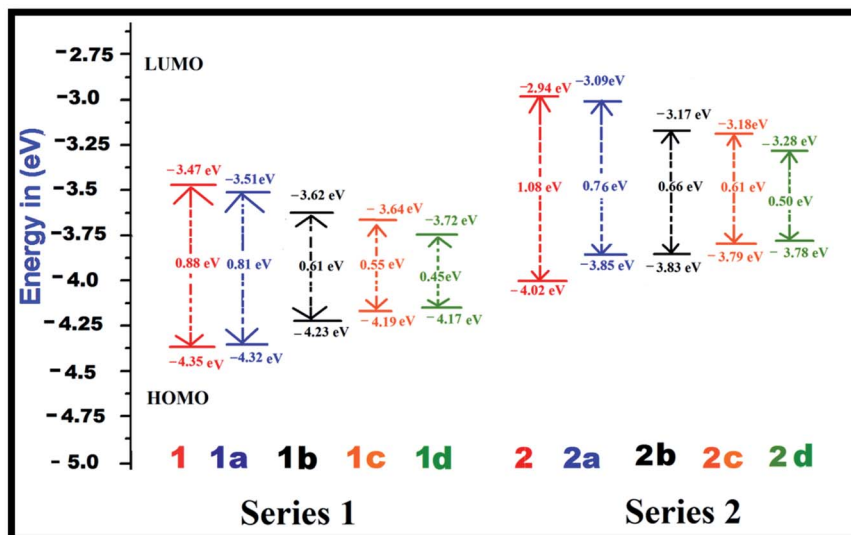 Energy in (eV)
−2.75
−3.0
−3.25
−3.5
−3.75
−4.0
−4.25
−4.5
−4.75
−5.0
LUMO
HOMO
−3.47 eV
0.88 eV
−4.35 eV
−3.51eV
0.81 eV
−4.32 eV
−3.62 eV
0.61 eV
−4.23 eV
−3.64 eV
0.55 eV
−4.19 eV
−3.72 eV
0.45eV
−4.17 eV
−2.94 eV
1.08 eV
−4.02 eV
−3.09eV
0.76 eV
−3.85 eV
−3.17 eV
0.66 eV
−3.83 eV
−3.18eV
0.61 eV
−3.79 eV
−3.28 eV
0.50 eV
−3.78 eV
1 1a 1b 1c 1d 2 2a 2b 2c 2d
Series 1 Series 2